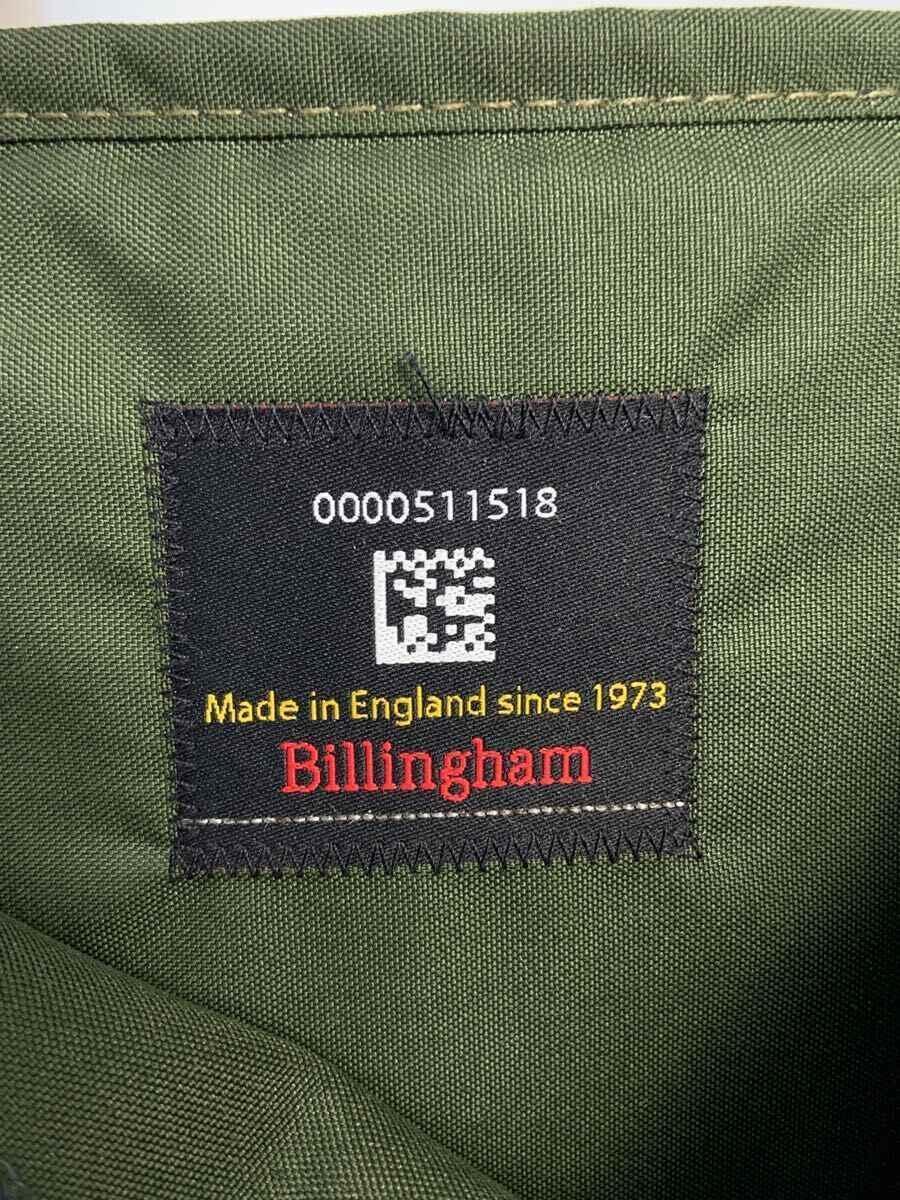 0000511518
Made in England since 1973
Billingham